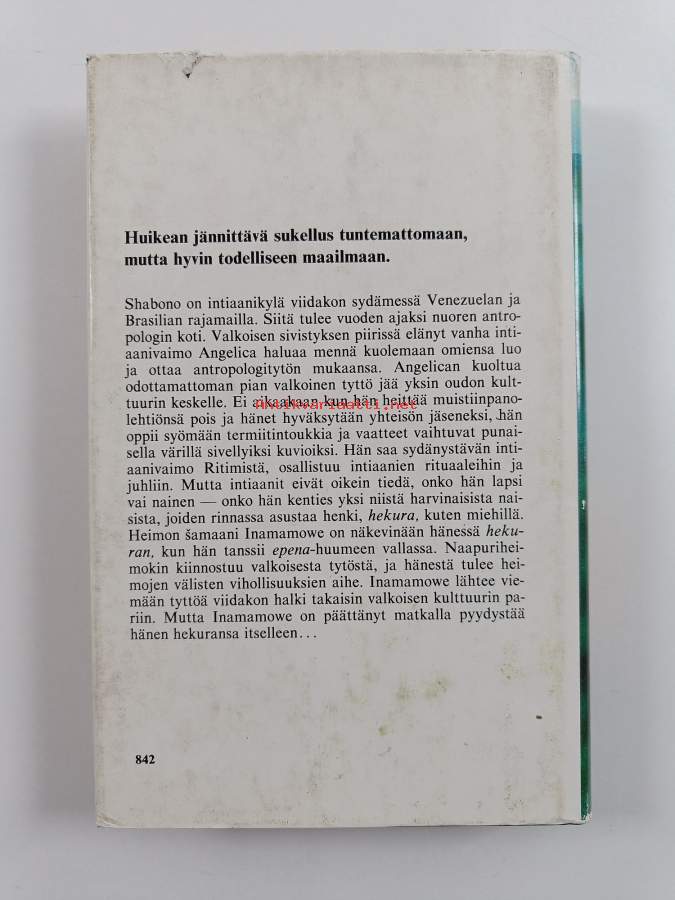 Huikean jännittävä sukellus tuntemattomaan,
mutta hyvin todelliseen maailmaan.
Shabono on intiaanikylä viidakon sydämessä Venezuelan ja
Brasilian rajamailla. Siitä tulee vuoden ajaksi nuoren antro-
pologin koti. Valkoisen sivistyksen piirissä elänyt vanha inti-
aanivaimo Angelica haluaa mennä kuolemaan omiensa luo
ja ottaa antropologitytön mukaansa. Angelican kuoltua
odottamattoman pian valkoinen tyttö jää yksin oudon kult-
tuurin keskelle. Ei aikaakaan kun hän heittää muistiinpano-
Antikvariaatti.net
lehtiönsä pois ja hänet hyväksytään yhteisön jäseneksi, hän
oppii syömään termiitintoukkia ja vaatteet vaihtuvat punai-
sella värillä sivellyiksi kuvioiksi. Hän saa sydänystävän inti-
aanivaimo Ritimistä, osallistuu intiaanien rituaaleihin ja
juhliin. Mutta intiaanit eivät oikein tiedä, onko hän lapsi
vai nainen — onko hän kenties yksi niistä harvinaisista nai-
sista, joiden rinnassa asustaa henki, hekura, kuten miehillä.
Heimon šamaani Inamamowe on näkevinään hänessä heku-
ran, kun hän tanssii epena-huumeen vallassa. Naapurihei-
mokin kiinnostuu valkoisesta tytöstä, ja hänestä tulee hei-
mojen välisten vihollisuuksien aihe. Inamamowe lähtee vie-
mään tyttöä viidakon halki takaisin valkoisen kulttuurin pa-
riin. Mutta Inamamowe on päättänyt matkalla pyydystää
hänen hekuransa itselleen...
842